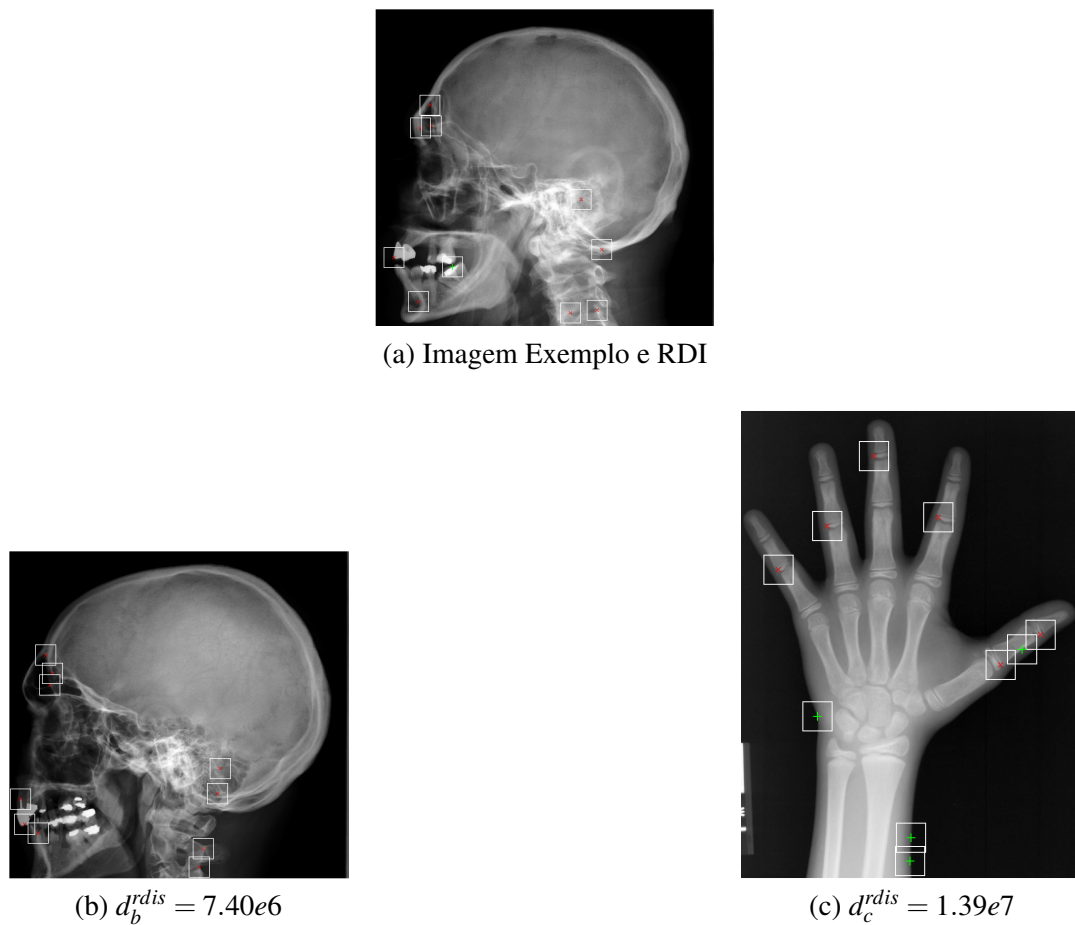 (a) Imagem Exemplo e RDI
(b) $d_b^{rdis} = 7.40e6$
(c) $d_c^{rdis} = 1.39e7$